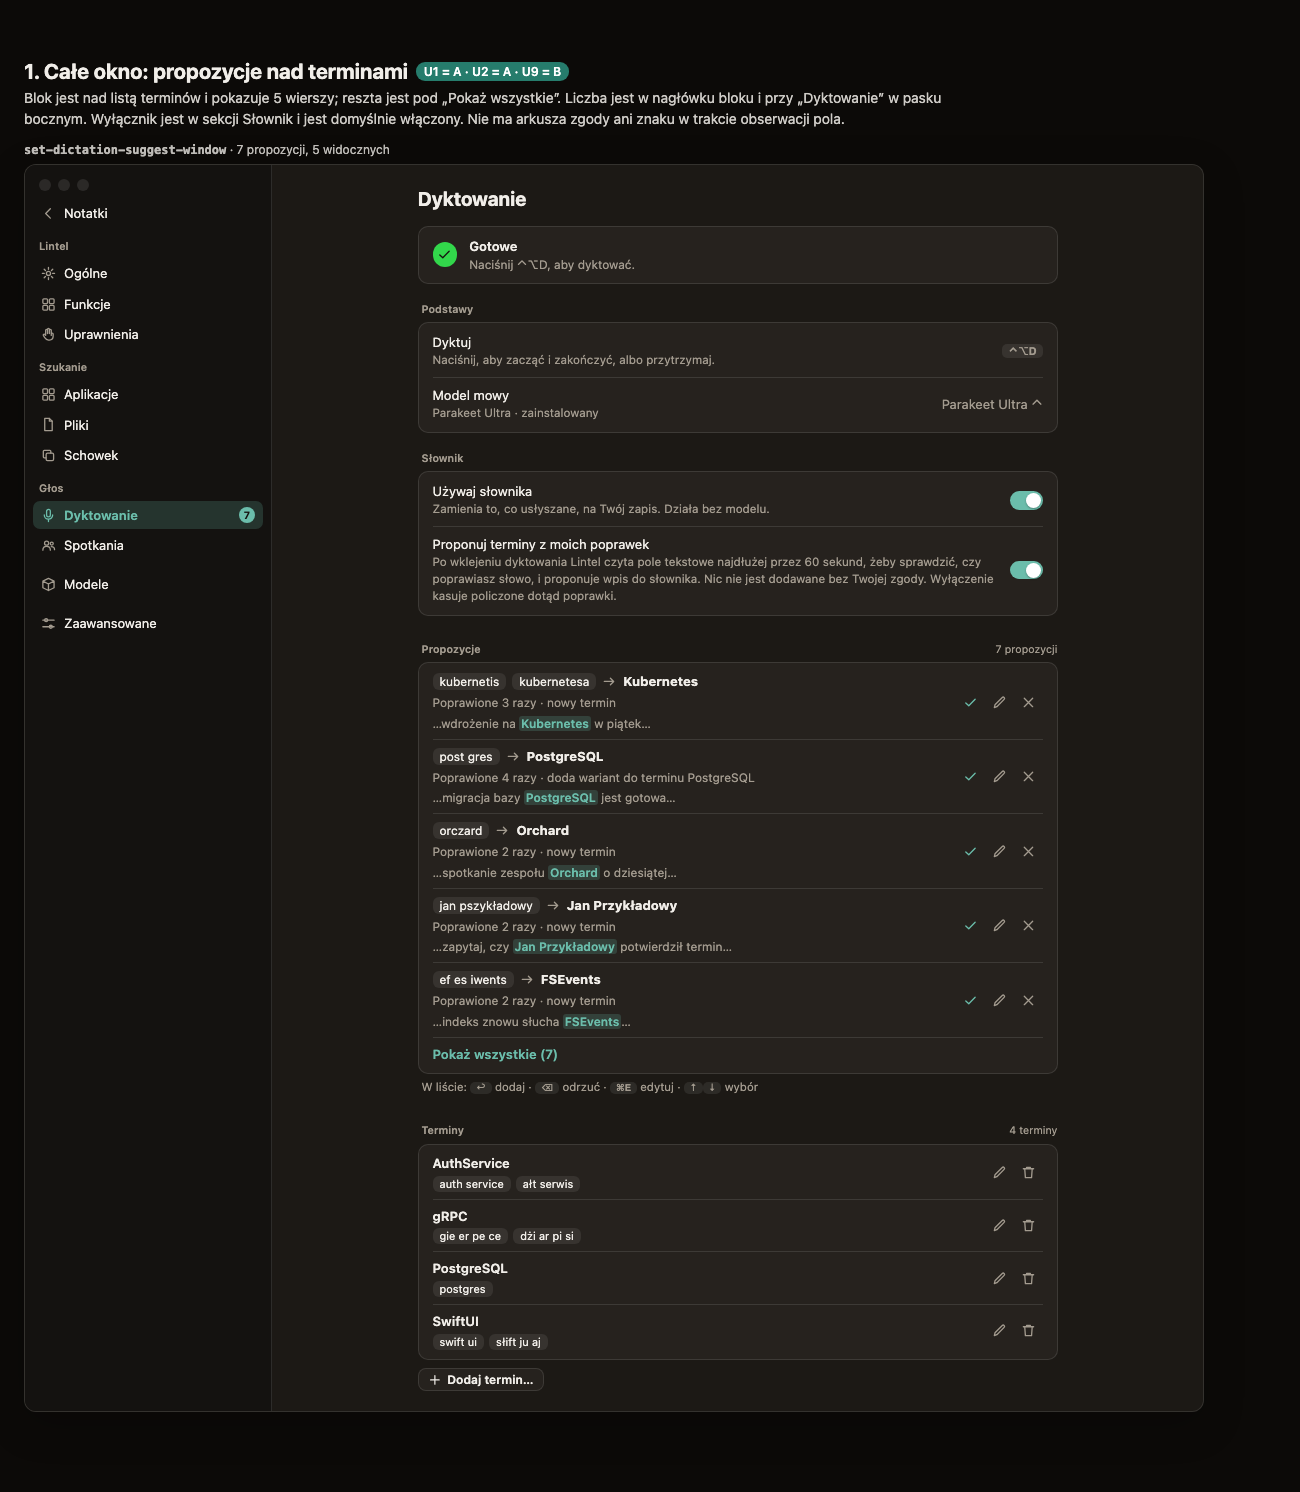 1. Całe okno: propozycje nad terminami U1 = A · U2 = A · U9 = B
Blok jest nad listą terminów i pokazuje 5 wierszy; reszta jest pod „Pokaż wszystkie”. Liczba jest w nagłówku bloku i przy „Dyktowanie” w pasku
bocznym. Wyłącznik jest w sekcji Słownik i jest domyślnie włączony. Nie ma arkusza zgody ani znaku w trakcie obserwacji pola.
set-dictation-suggest-window · 7 propozycji, 5 widocznych
Notatki
Lintel
Ogólne
Funkcje
Uprawnienia
Szukanie
Aplikacje
Pliki
Schowek
Głos
Dyktowanie 7
Spotkania
Modele
Zaawansowane
Dyktowanie
Gotowe
Naciśnij ⌃⌥D, aby dyktować.
Podstawy
Dyktuj
Naciśnij, aby zacząć i zakończyć, albo przytrzymaj.
⌃⌥D
Model mowy
Parakeet Ultra · zainstalowany
Parakeet Ultra
Słownik
Używaj słownika
Zamienia to, co usłyszane, na Twój zapis. Działa bez modelu.
Proponuj terminy z moich poprawek
Po wklejeniu dyktowania Lintel czyta pole tekstowe najdłużej przez 60 sekund, żeby sprawdzić, czy
poprawiasz słowo, i proponuje wpis do słownika. Nic nie jest dodawane bez Twojej zgody. Wyłączenie
kasuje policzone dotąd poprawki.
Propozycje 7 propozycji
kubernetis kubernetesa → Kubernetes
Poprawione 3 razy · nowy termin
…wdrożenie na Kubernetes w piątek…
post gres → PostgreSQL
Poprawione 4 razy · doda wariant do terminu PostgreSQL
…migracja bazy PostgreSQL jest gotowa…
orczard → Orchard
Poprawione 2 razy · nowy termin
…spotkanie zespołu Orchard o dziesiątej…
jan pszykładowy → Jan Przykładowy
Poprawione 2 razy · nowy termin
…zapytaj, czy Jan Przykładowy potwierdził termin…
ef es iwents → FSEvents
Poprawione 2 razy · nowy termin
…indeks znowu słucha FSEvents…
Pokaż wszystkie (7)
W liście: ↩ dodaj · ⌫ odrzuć · ⌘E edytuj · ↑ ↓ wybór
Terminy 4 terminy
AuthService
auth service ałt serwis
gRPC
gie er pe ce dżi ar pi si
PostgreSQL
postgres
SwiftUI
swift ui słift ju aj
+ Dodaj termin…